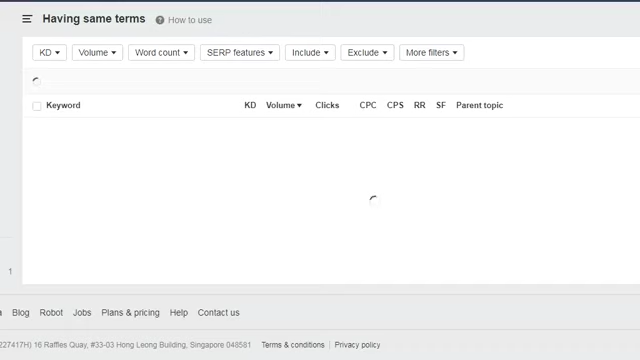 Having same terms ? How to use
KD Volume Word count SERP features Include Exclude More filters
Keyword KD Volume Clicks CPC CPS RR SF Parent topic
1
Blog Robot Jobs Plans & pricing Help Contact us
227417H) 16 Raffles Quay, #33-03 Hong Leong Building, Singapore 048581 Terms & conditions Privacy policy